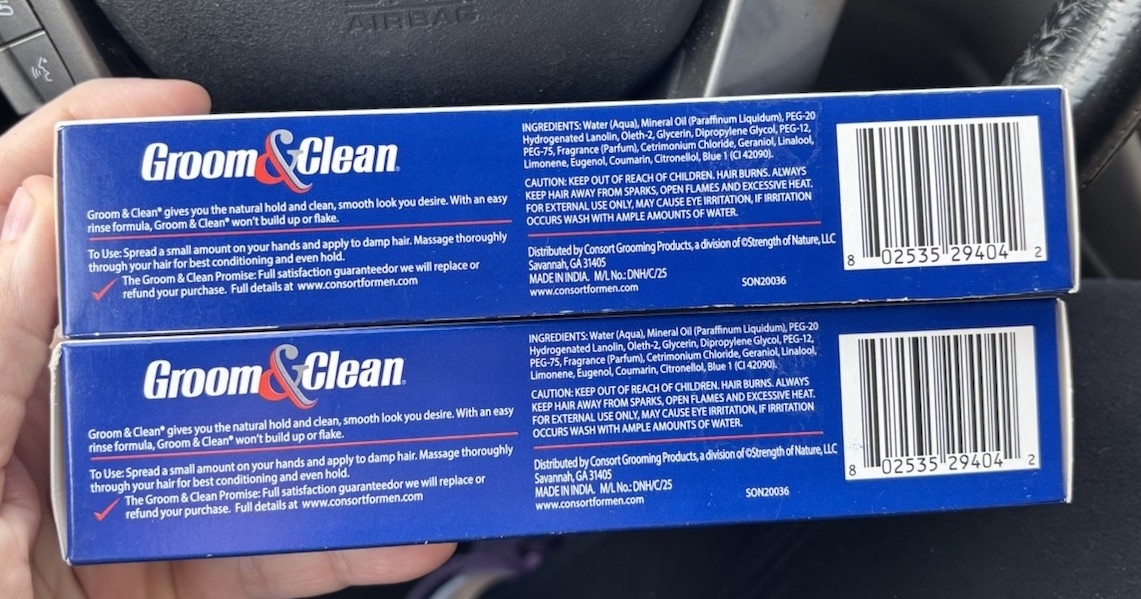 AIRBAG
Groom&Clean®
Groom & Clean® gives you the natural hold and clean, smooth look you desire. With an easy
rinse formula, Groom & Clean® won't build up or flake.
To Use: Spread a small amount on your hands and apply to damp hair. Massage thoroughly
through your hair for best conditioning and even hold.
The Groom & Clean Promise: Full satisfaction guaranteedor we will replace or
refund your purchase. Full details at www.consortformen.com
INGREDIENTS: Water (Aqua), Mineral Oil (Paraffinum Liquidum), PEG-20
Hydrogenated Lanolin, Oleth-2, Glycerin, Dipropylene Glycol, PEG-12,
PEG-75, Fragrance (Parfum), Cetrimonium Chloride, Geraniol, Linalool,
Limonene, Eugenol, Coumarin, Citronellol, Blue 1 (CI 42090).
CAUTION: KEEP OUT OF REACH OF CHILDREN. HAIR BURNS. ALWAYS
KEEP HAIR AWAY FROM SPARKS, OPEN FLAMES AND EXCESSIVE HEAT.
FOR EXTERNAL USE ONLY, MAY CAUSE EYE IRRITATION, IF IRRITATION
OCCURS WASH WITH AMPLE AMOUNTS OF WATER.
Distributed by Consort Grooming Products, a division of ©Strength of Nature, LLC
Savannah, GA 31405
MADE IN INDIA. M/L No.: DNH/C/25
www.consortformen.com
SON20036
8 02535 29404 2
Groom&Clean®
Groom & Clean® gives you the natural hold and clean, smooth look you desire. With an easy
rinse formula, Groom & Clean® won't build up or flake.
To Use: Spread a small amount on your hands and apply to damp hair. Massage thoroughly
through your hair for best conditioning and even hold.
The Groom & Clean Promise: Full satisfaction guaranteedor we will replace or
refund your purchase. Full details at www.consortformen.com
INGREDIENTS: Water (Aqua), Mineral Oil (Paraffinum Liquidum), PEG-20
Hydrogenated Lanolin, Oleth-2, Glycerin, Dipropylene Glycol, PEG-12,
PEG-75, Fragrance (Parfum), Cetrimonium Chloride, Geraniol, Linalool,
Limonene, Eugenol, Coumarin, Citronellol, Blue 1 (CI 42090).
CAUTION: KEEP OUT OF REACH OF CHILDREN. HAIR BURNS. ALWAYS
KEEP HAIR AWAY FROM SPARKS, OPEN FLAMES AND EXCESSIVE HEAT.
FOR EXTERNAL USE ONLY, MAY CAUSE EYE IRRITATION, IF IRRITATION
OCCURS WASH WITH AMPLE AMOUNTS OF WATER.
Distributed by Consort Grooming Products, a division of ©Strength of Nature, LLC
Savannah, GA 31405
MADE IN INDIA. M/L No.: DNH/C/25
www.consortformen.com
SON20036
8 02535 29404 2